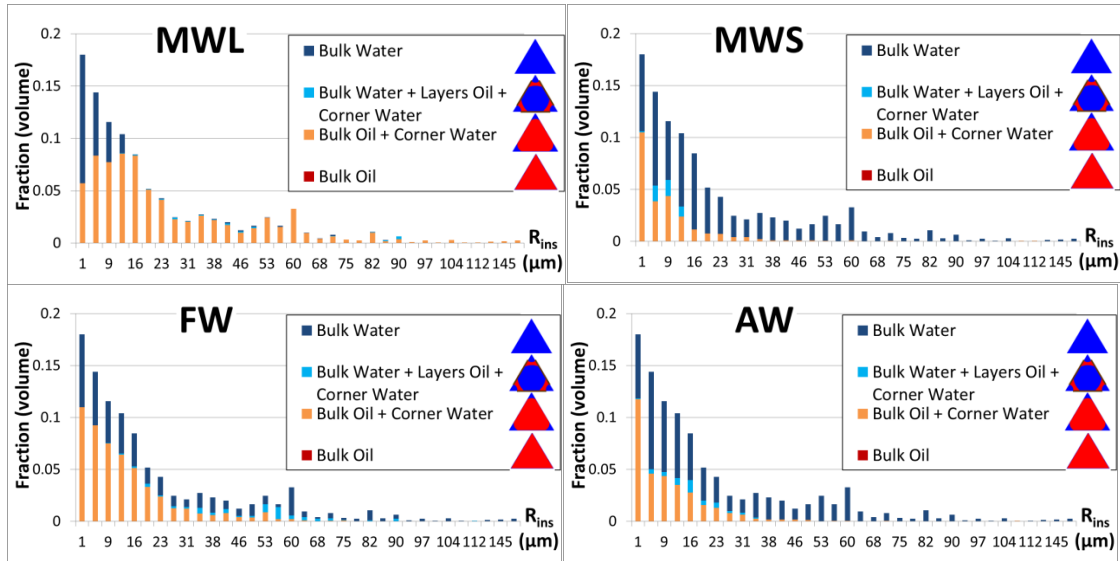 MWL
Fraction (volume)
0.2
0.15
0.1
0.05
0
Bulk Water
Bulk Water + Layers Oil +
Corner Water
Bulk Oil + Corner Water
Bulk Oil
1 9 16 23 31 38 46 53 60 68 75 82 90 97 104 112 145
Rins
(μm)
MWS
Fraction (volume)
0.2
0.15
0.1
0.05
0
Bulk Water
Bulk Water + Layers Oil +
Corner Water
Bulk Oil + Corner Water
Bulk Oil
1 9 16 23 31 38 46 53 60 68 75 82 90 97 104 112 145
Rins
(μm)
FW
Fraction (volume)
0.2
0.15
0.1
0.05
0
Bulk Water
Bulk Water + Layers Oil +
Corner Water
Bulk Oil + Corner Water
Bulk Oil
1 9 16 23 31 38 46 53 60 68 75 82 90 97 104 112 145
Rins
(μm)
AW
Fraction (volume)
0.2
0.15
0.1
0.05
0
Bulk Water
Bulk Water + Layers Oil +
Corner Water
Bulk Oil + Corner Water
Bulk Oil
1 9 16 23 31 38 46 53 60 68 75 82 90 97 104 112 145
Rins
(μm)